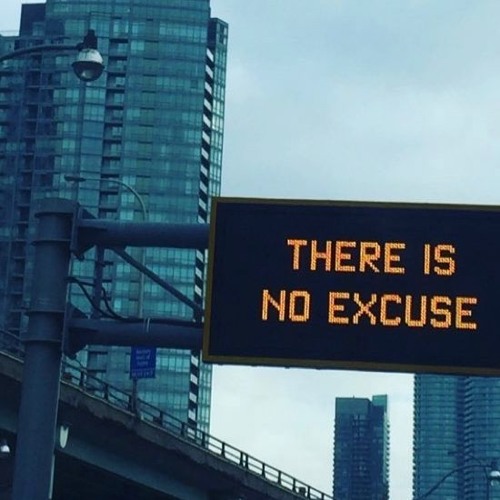 THERE IS
NO EXCUSE